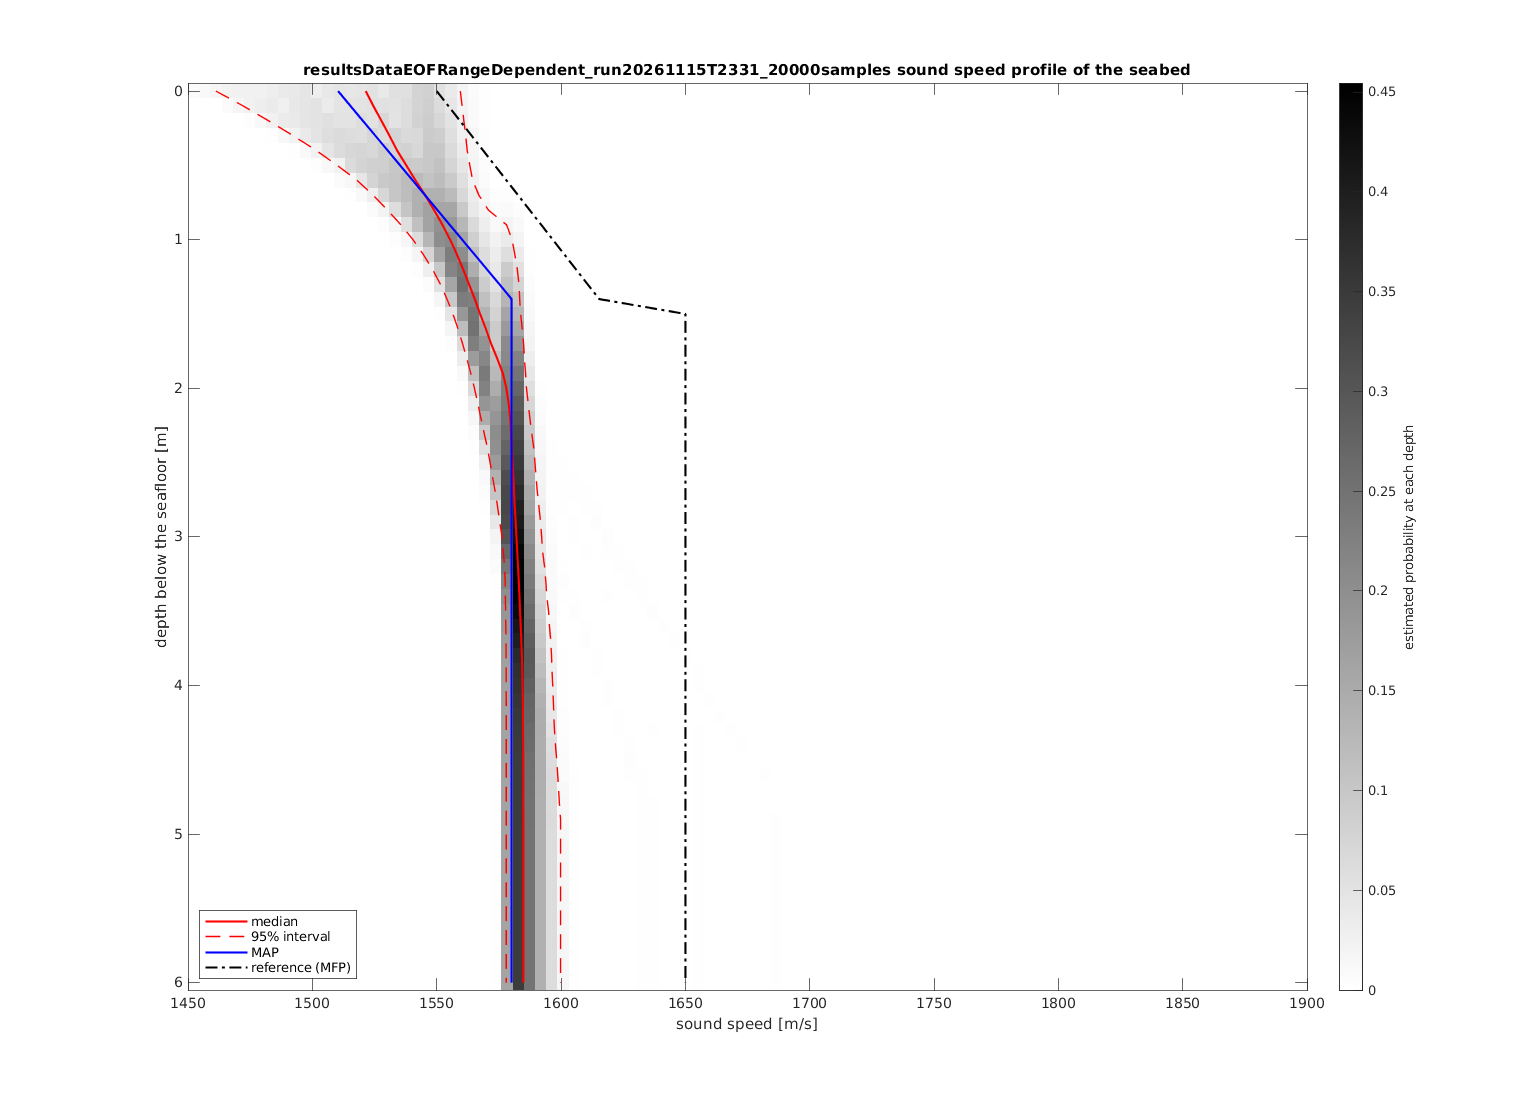 resultsDataEOFRangeDependent_run20261115T2331_20000samples sound speed profile of the seabed
0
1
2
3
4
5
6
depth below the seafloor [m]
1450 1500 1550 1600 1650 1700 1750 1800 1850 1900
sound speed [m/s]
median
95% interval
MAP
reference (MFP)
0.45
0.4
0.35
0.3
0.25
0.2
0.15
0.1
0.05
0
estimated probability at each depth